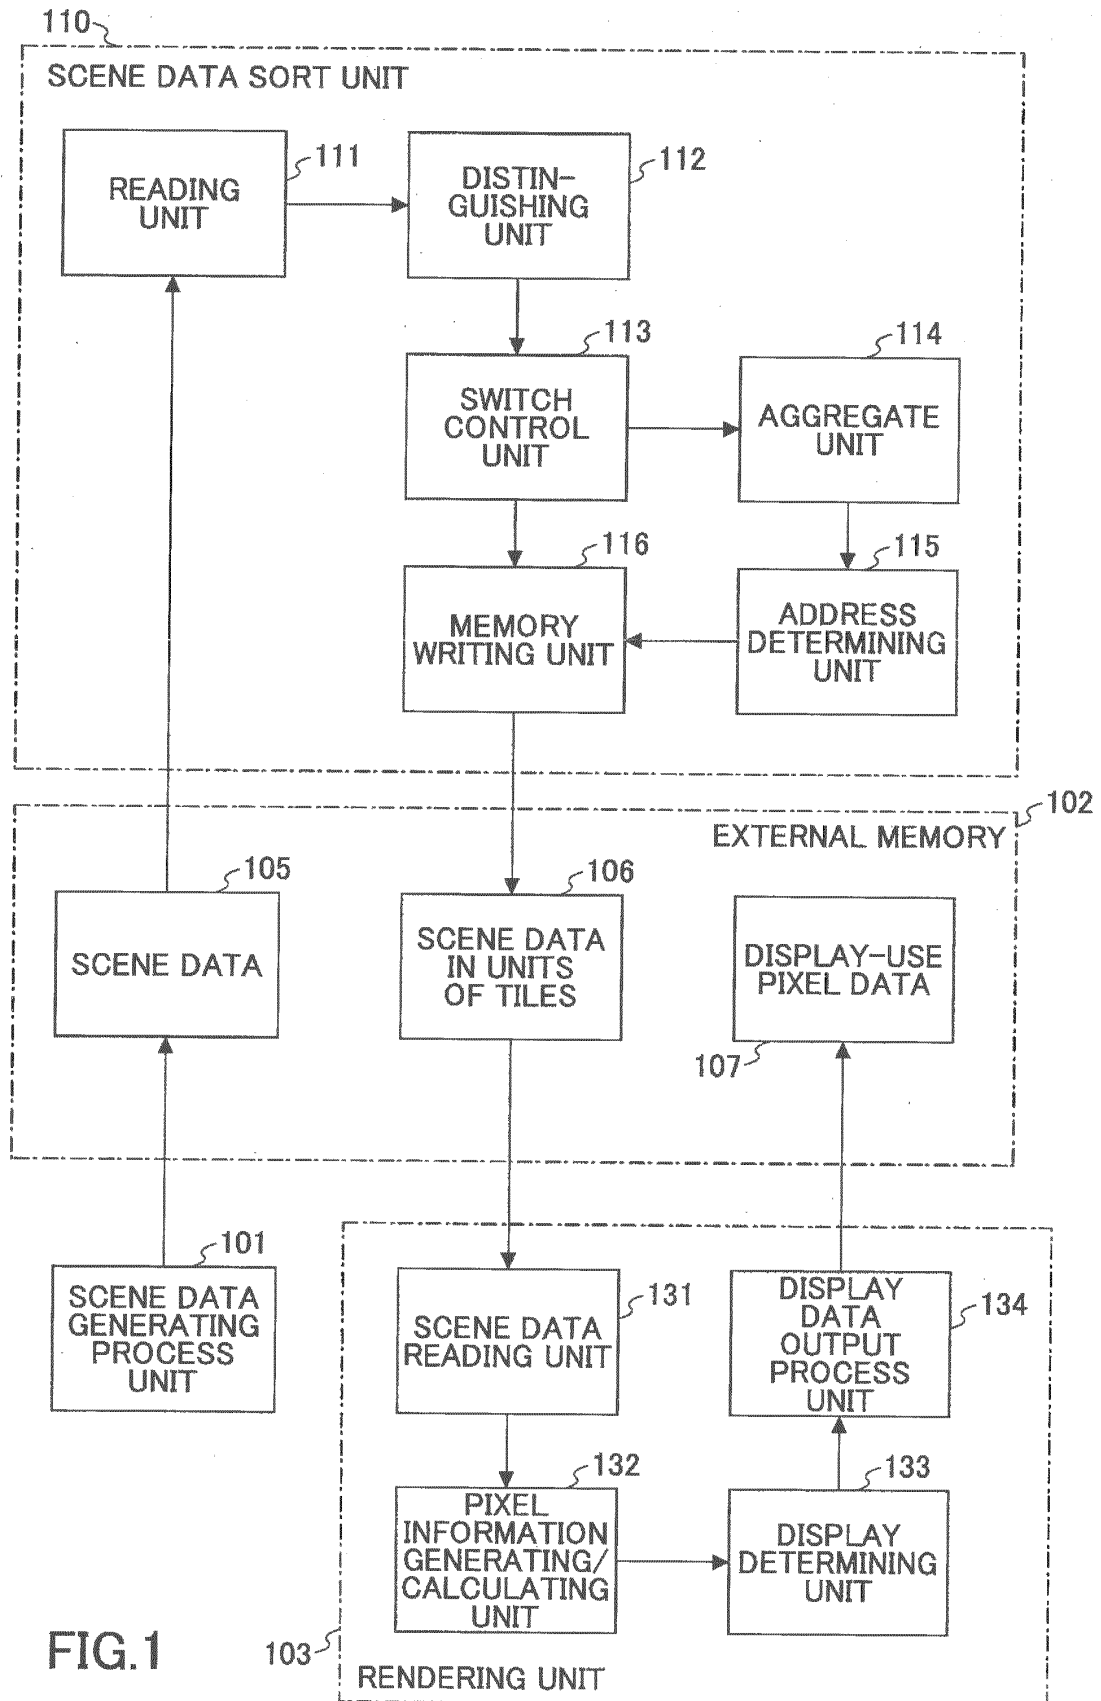 110
SCENE DATA SORT UNIT
READING
UNIT
111
DISTIN-
GUISHING
UNIT
112
SWITCH
CONTROL
UNIT
113
AGGREGATE
UNIT
114
MEMORY
WRITING UNIT
116
ADDRESS
DETERMINING
UNIT
115
102
EXTERNAL MEMORY
105
SCENE DATA
106
SCENE DATA
IN UNITS
OF TILES
DISPLAY-USE
PIXEL DATA
107
101
SCENE DATA
GENERATING
PROCESS
UNIT
SCENE DATA
READING UNIT
131
DISPLAY
DATA
OUTPUT
PROCESS
UNIT
134
132
PIXEL
INFORMATION
GENERATING/
CALCULATING
UNIT
133
DISPLAY
DETERMINING
UNIT
103
RENDERING UNIT
FIG.1